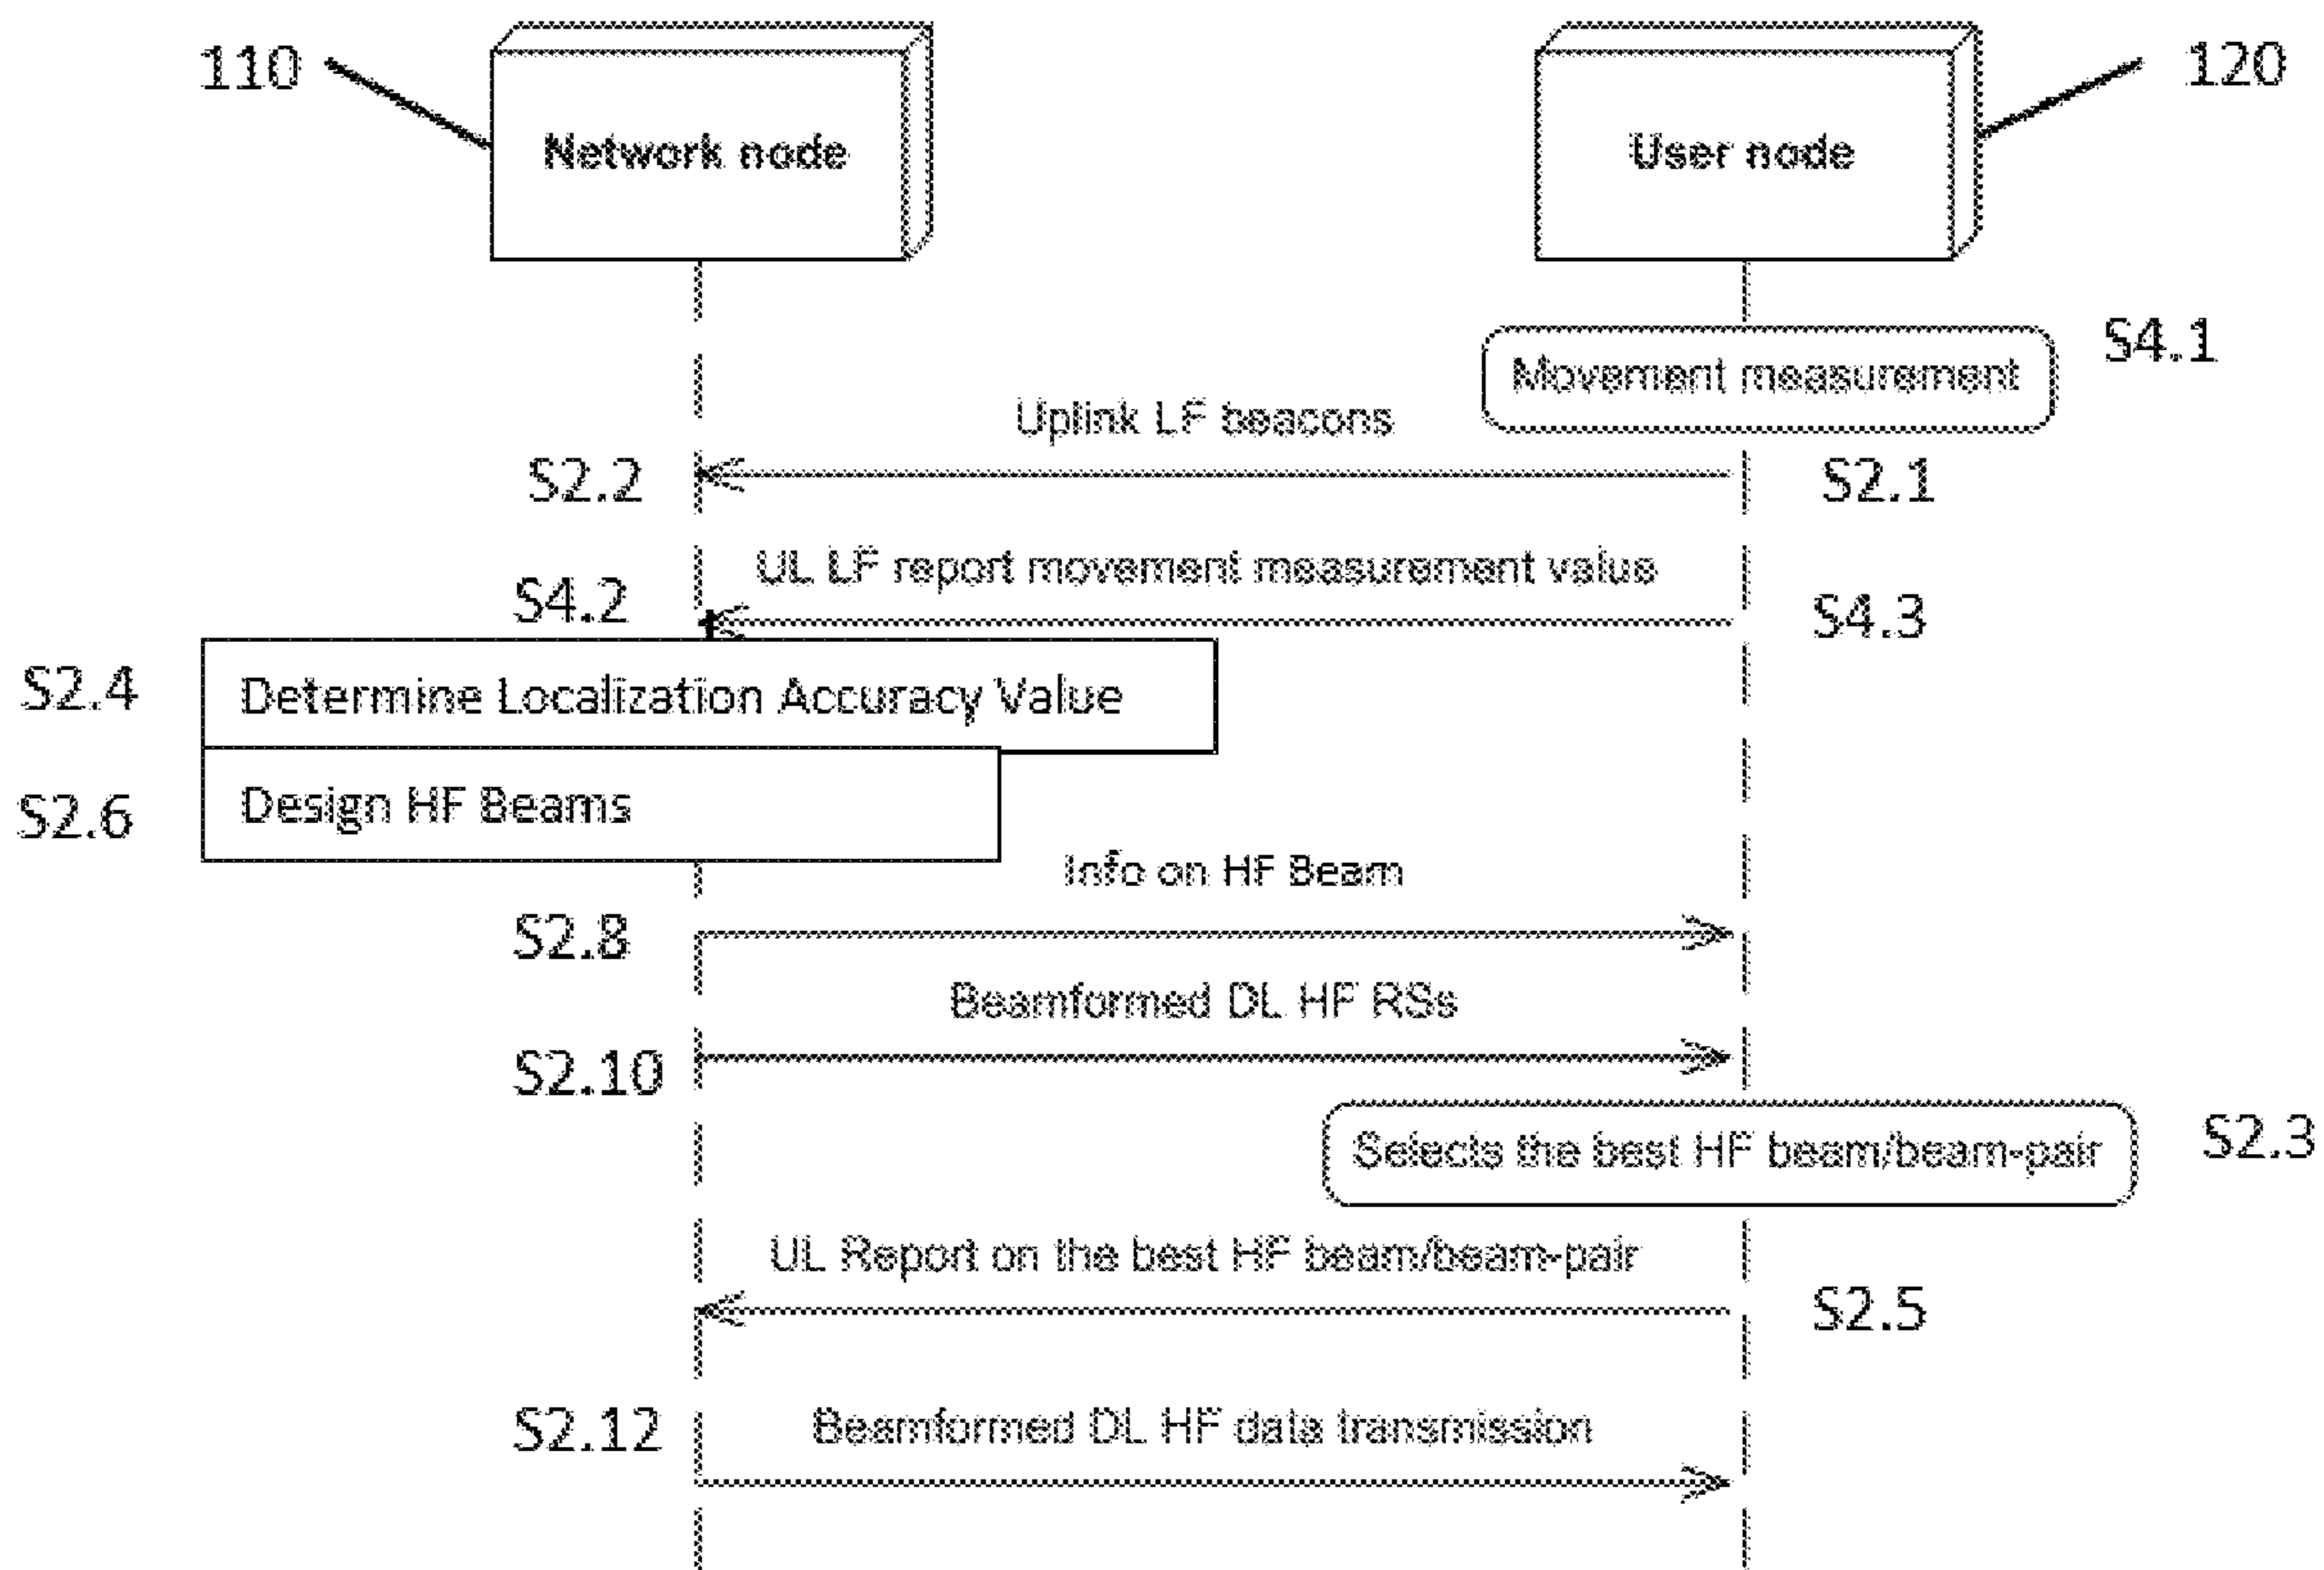 110
Network node
User node
120
Movement measurement
S4.1
Uplink LF beacons
S2.2
S2.1
UL LF report movement measurement value
S4.2
S4.3
S2.4
Determine Localization Accuracy Value
S2.6
Design HF Beams
Info on HF Beam
S2.8
Beamformed DL HF RSs
S2.10
Selects the best HF beam/beam-pair
S2.3
UL Report on the best HF beam/beam-pair
S2.5
S2.12
Beamformed DL HF data transmission